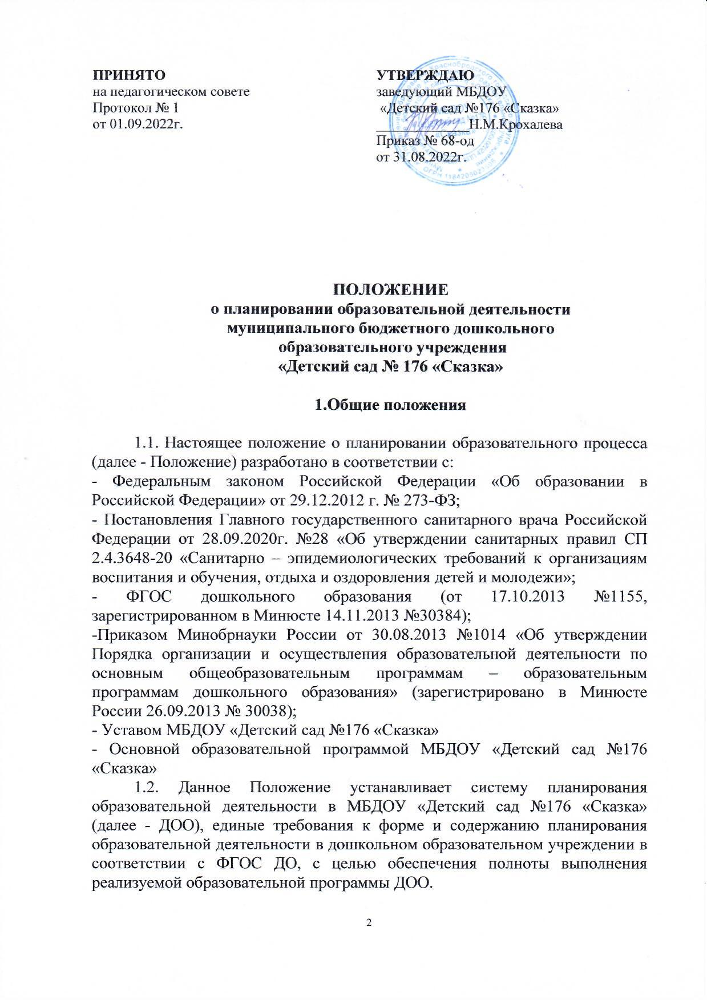 ПРИНЯТО
на педагогическом совете
Протокол № 1
от 01.09.2022г.
УТВЕРЖДАЮ
заведующий МБДОУ
«Детский сад №176 «Сказка»
____________Н.М.Крохалева
Приказ № 68-од
от 31.08.2022г.
ПОЛОЖЕНИЕ
о планировании образовательной деятельности
муниципального бюджетного дошкольного
образовательного учреждения
«Детский сад № 176 «Сказка»
1.Общие положения
1.1. Настоящее положение о планировании образовательного процесса
(далее - Положение) разработано в соответствии с:
- Федеральным законом Российской Федерации «Об образовании в
Российской Федерации» от 29.12.2012 г. № 273-ФЗ;
- Постановления Главного государственного санитарного врача Российской
Федерации от 28.09.2020г. №28 «Об утверждении санитарных правил СП
2.4.3648-20 «Санитарно – эпидемиологических требований к организациям
воспитания и обучения, отдыха и оздоровления детей и молодежи»;
- ФГОС дошкольного образования (от 17.10.2013 №1155,
зарегистрированном в Минюсте 14.11.2013 №30384);
-Приказом Минобрнауки России от 30.08.2013 №1014 «Об утверждении
Порядка организации и осуществления образовательной деятельности по
основным общеобразовательным программам – образовательным
программам дошкольного образования» (зарегистрировано в Минюсте
России 26.09.2013 № 30038);
- Уставом МБДОУ «Детский сад №176 «Сказка»
- Основной образовательной программой МБДОУ «Детский сад №176
«Сказка»
1.2. Данное Положение устанавливает систему планирования
образовательной деятельности в МБДОУ «Детский сад №176 «Сказка»
(далее - ДОО), единые требования к форме и содержанию планирования
образовательной деятельности в дошкольном образовательном учреждении в
соответствии с ФГОС ДО, с целью обеспечения полноты выполнения
реализуемой образовательной программы ДОО.
2